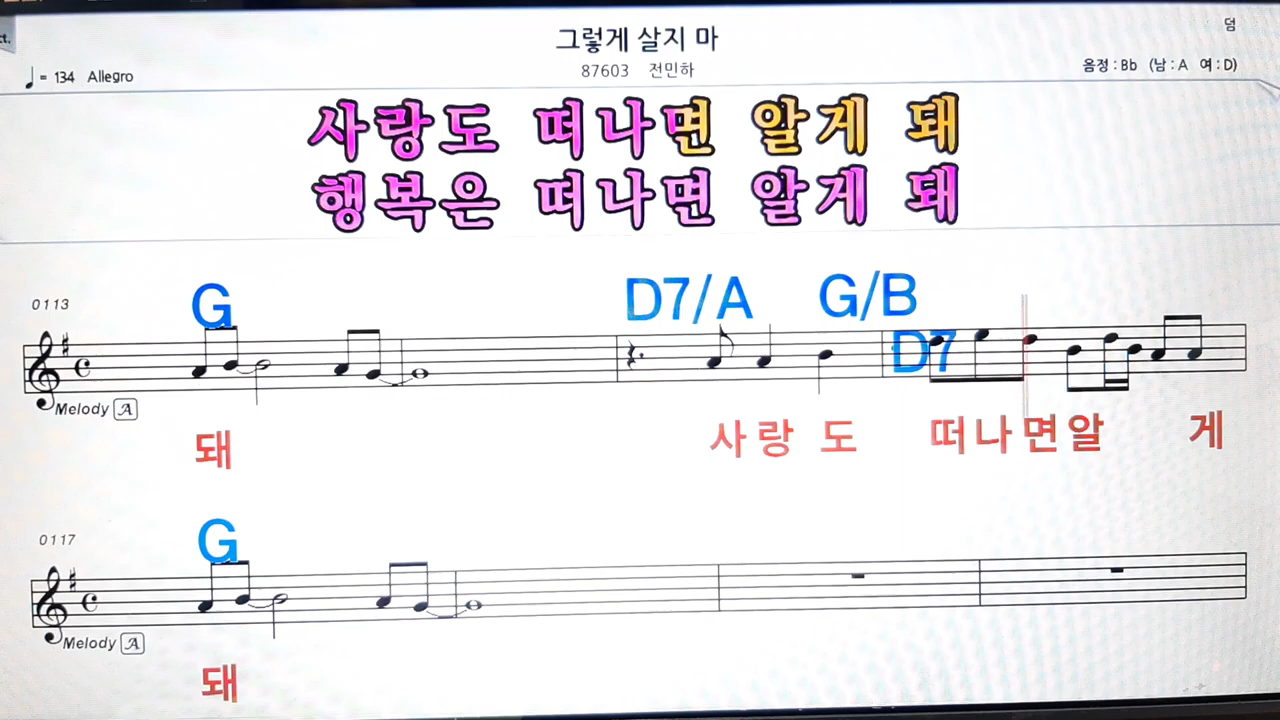 ct.
덤
그렇게 살지 마
87603 전민하
♩ = 134 Allegro
음정 : Bb (남 : A 여 : D)
사랑도 떠나면 알게 돼
행복은 떠나면 알게 돼
0113
G D7/A G/B D7
Melody A
돼 사랑 도 떠나면알 게
0117
G
Melody A
돼